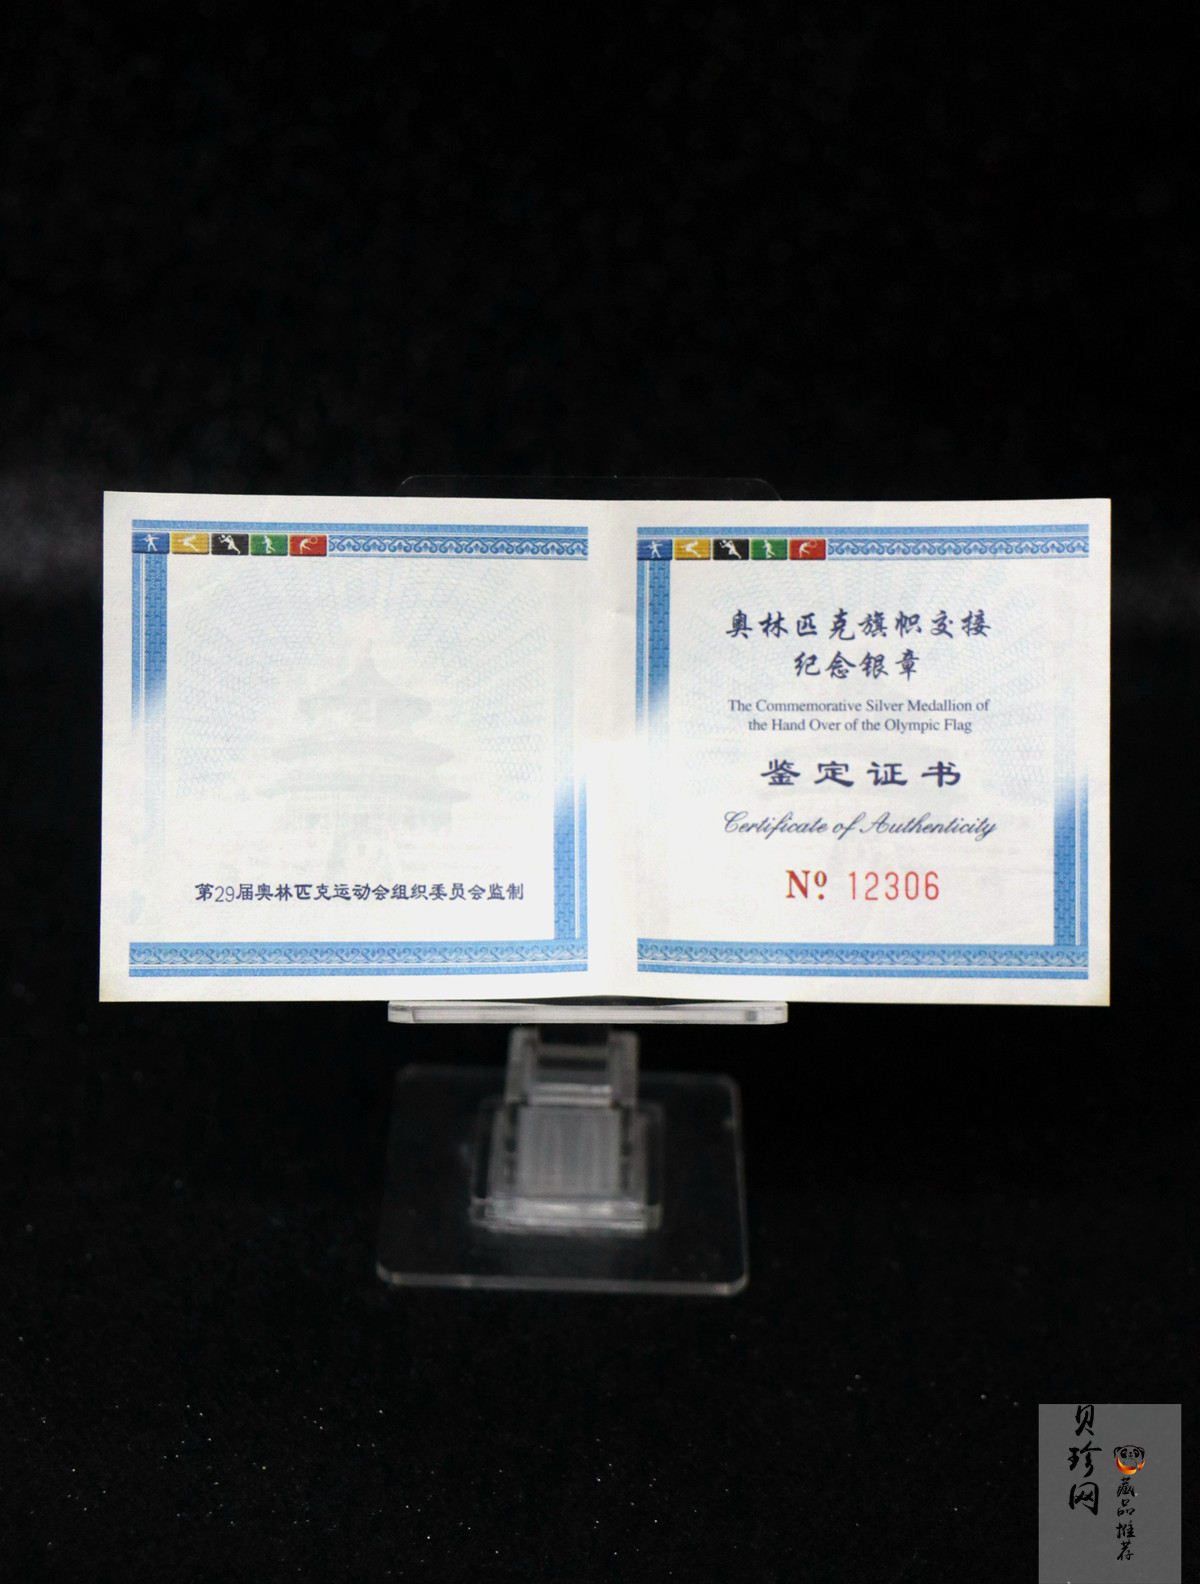 第29届奥林匹克运动会组织委员会监制
奥林匹克旗帜交接
纪念银章
The Commemorative Silver Medallion of
the Hand Over of the Olympic Flag
鉴定证书
Certificate of Authenticity
Nº 12306
贝珍网
藏品推荐